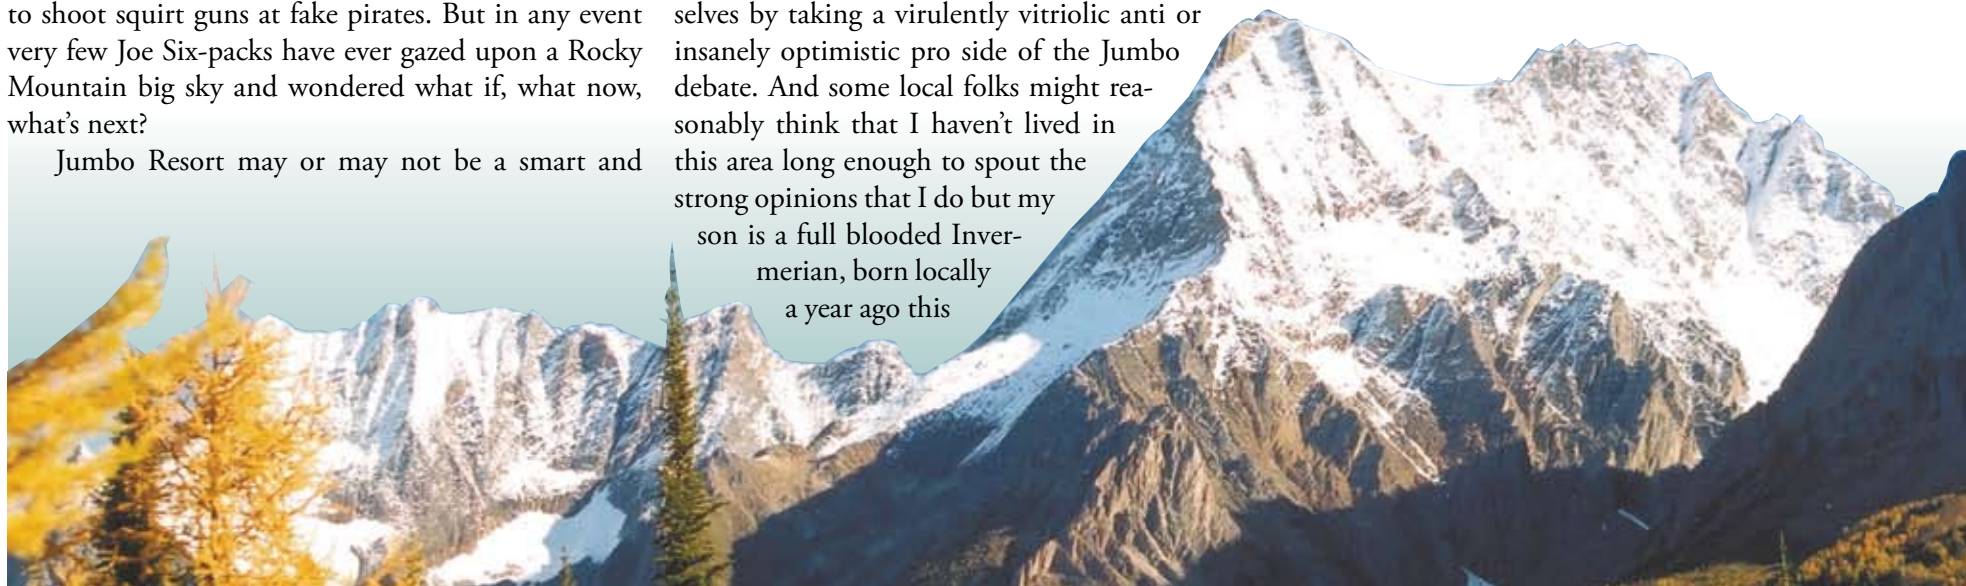 to shoot squirt guns at fake pirates. But in any event
very few Joe Six-packs have ever gazed upon a Rocky
Mountain big sky and wondered what if, what now,
what’s next?
Jumbo Resort may or may not be a smart and
selves by taking a virulently vitriolic anti or
insanely optimistic pro side of the Jumbo
debate. And some local folks might rea-
sonably think that I haven’t lived in
this area long enough to spout the
strong opinions that I do but my
son is a full blooded Inver-
merian, born locally
a year ago this